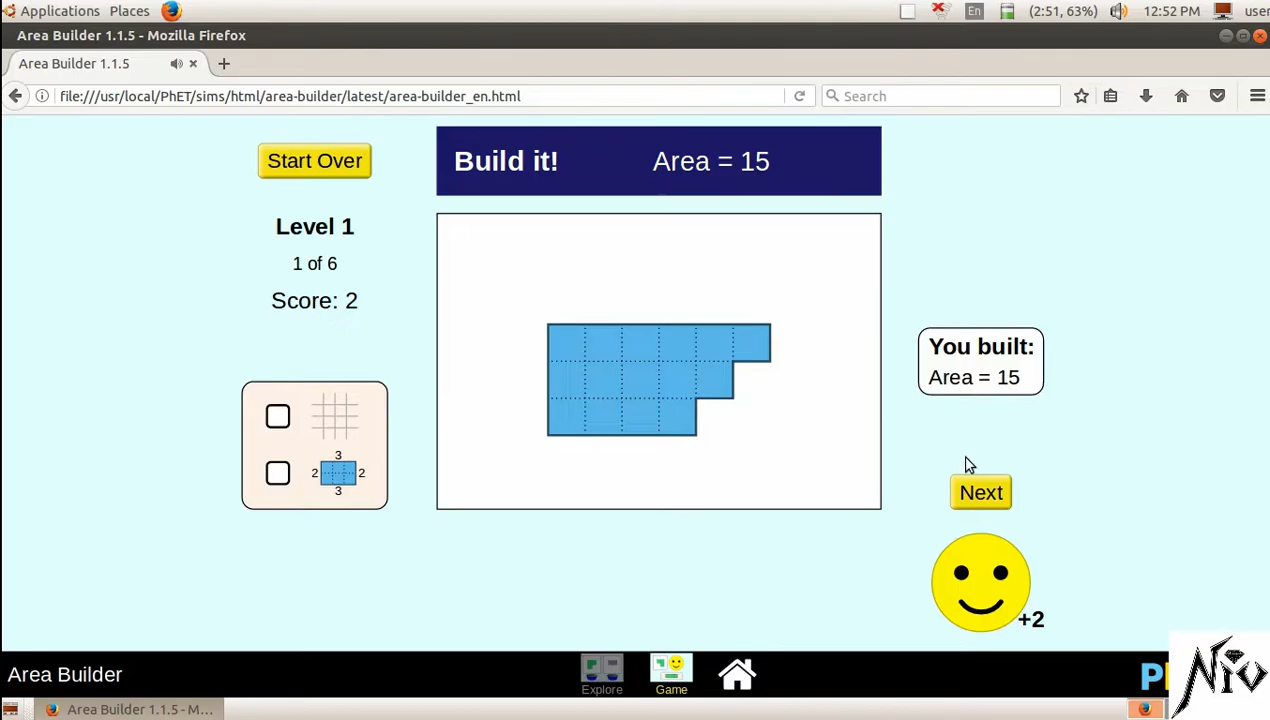 Applications Places En (2:51, 63%) 12:52 PM user
Area Builder 1.1.5 - Mozilla Firefox
Area Builder 1.1.5
file:///usr/local/PhET/sims/html/area-builder/latest/area-builder_en.html Search
Start Over
Build it! Area = 15
Level 1
1 of 6
Score: 2
3
2 2
3
You built:
Area = 15
Next
+2
Area Builder
Explore
Game
P
Niv
Area Builder 1.1.5 - M...